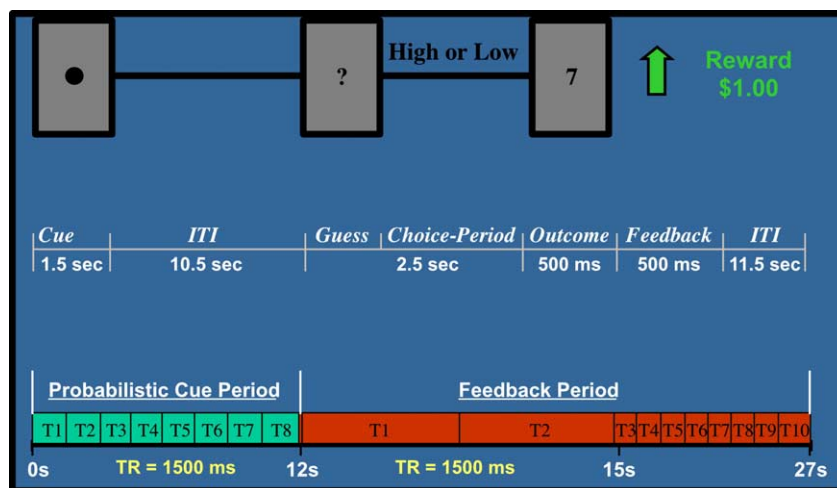 High or Low
? 7
Reward
$1.00
Cue ITI Guess Choice-Period Outcome Feedback ITI
1.5 sec 10.5 sec 2.5 sec 500 ms 500 ms 11.5 sec
Probabilistic Cue Period Feedback Period
T1 T2 T3 T4 T5 T6 T7 T8 T1 T2 T3 T4 T5 T6 T7 T8 T9 T10
0s TR = 1500 ms 12s TR = 1500 ms 15s 27s